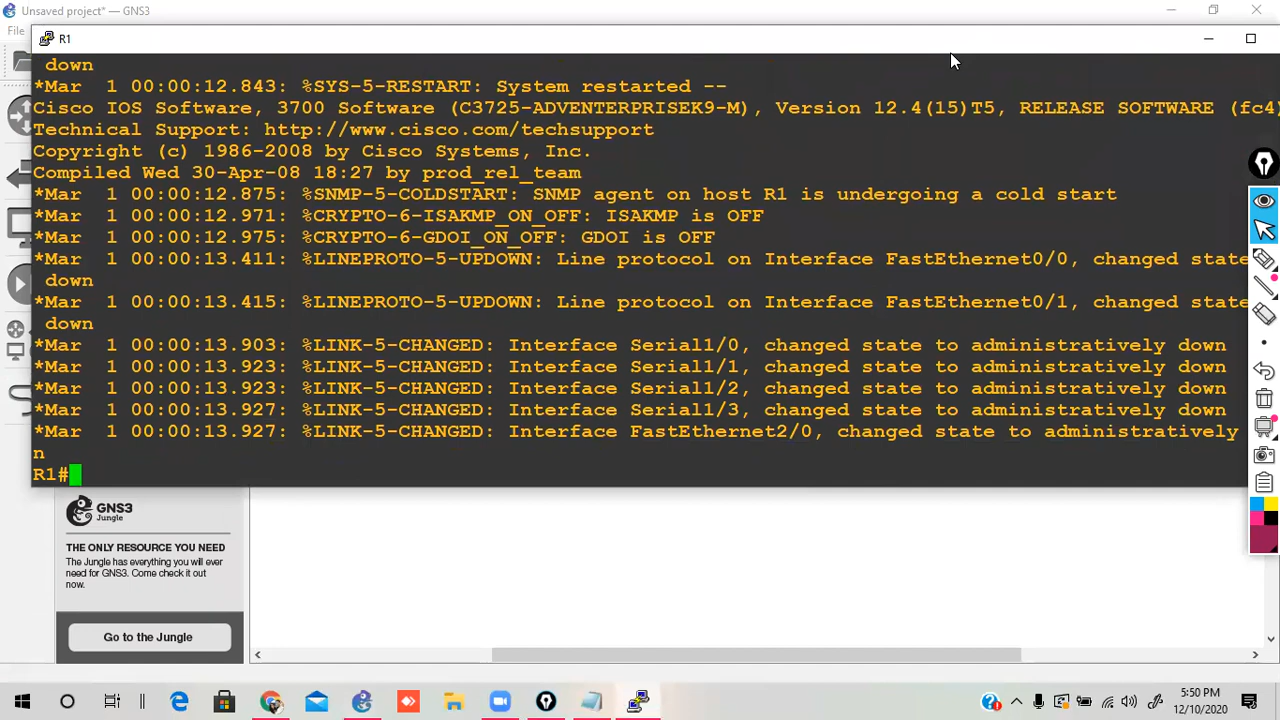 Unsaved project* — GNS3
File
R1
down
*Mar  1 00:00:12.843: %SYS-5-RESTART: System restarted --
Cisco IOS Software, 3700 Software (C3725-ADVENTERPRISEK9-M), Version 12.4(15)T5, RELEASE SOFTWARE (fc4)
Technical Support: http://www.cisco.com/techsupport
Copyright (c) 1986-2008 by Cisco Systems, Inc.
Compiled Wed 30-Apr-08 18:27 by prod_rel_team
*Mar  1 00:00:12.875: %SNMP-5-COLDSTART: SNMP agent on host R1 is undergoing a cold start
*Mar  1 00:00:12.971: %CRYPTO-6-ISAKMP_ON_OFF: ISAKMP is OFF
*Mar  1 00:00:12.975: %CRYPTO-6-GDOI_ON_OFF: GDOI is OFF
*Mar  1 00:00:13.411: %LINEPROTO-5-UPDOWN: Line protocol on Interface FastEthernet0/0, changed state
down
*Mar  1 00:00:13.415: %LINEPROTO-5-UPDOWN: Line protocol on Interface FastEthernet0/1, changed state
down
*Mar  1 00:00:13.903: %LINK-5-CHANGED: Interface Serial1/0, changed state to administratively down
*Mar  1 00:00:13.923: %LINK-5-CHANGED: Interface Serial1/1, changed state to administratively down
*Mar  1 00:00:13.923: %LINK-5-CHANGED: Interface Serial1/2, changed state to administratively down
*Mar  1 00:00:13.927: %LINK-5-CHANGED: Interface Serial1/3, changed state to administratively down
*Mar  1 00:00:13.927: %LINK-5-CHANGED: Interface FastEthernet2/0, changed state to administratively
n
R1#
GNS3
Jungle
THE ONLY RESOURCE YOU NEED
The Jungle has everything you will ever
need for GNS3. Come check it out
now.
Go to the Jungle
5:50 PM
12/10/2020